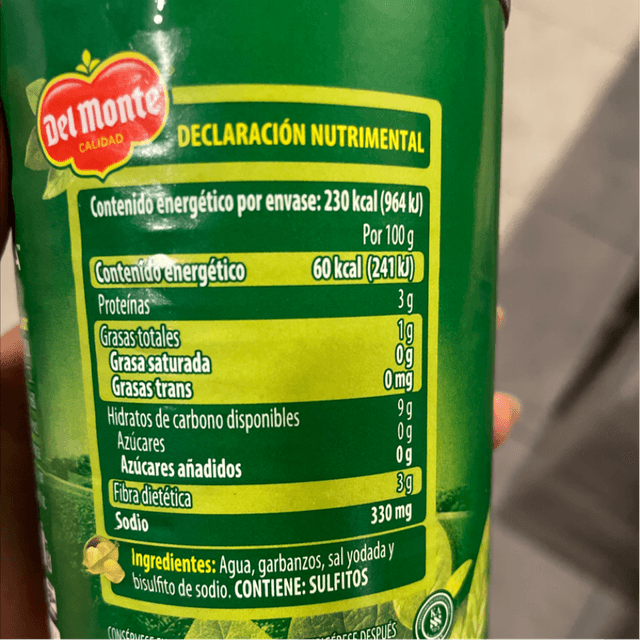 Del Monte
CALIDAD
DECLARACIÓN NUTRIMENTAL
Contenido energético por envase: 230 kcal (964 kJ)
Por 100 g
Contenido energético 60 kcal (241 kJ)
Proteínas 3 g
Grasas totales 1 g
Grasa saturada 0 g
Grasas trans 0 mg
Hidratos de carbono disponibles 9 g
Azúcares 0 g
Azúcares añadidos 0 g
Fibra dietética 3 g
Sodio 330 mg
Ingredientes: Agua, garbanzos, sal yodada y
bisulfito de sodio. CONTIENE: SULFITOS
DESPUÉS